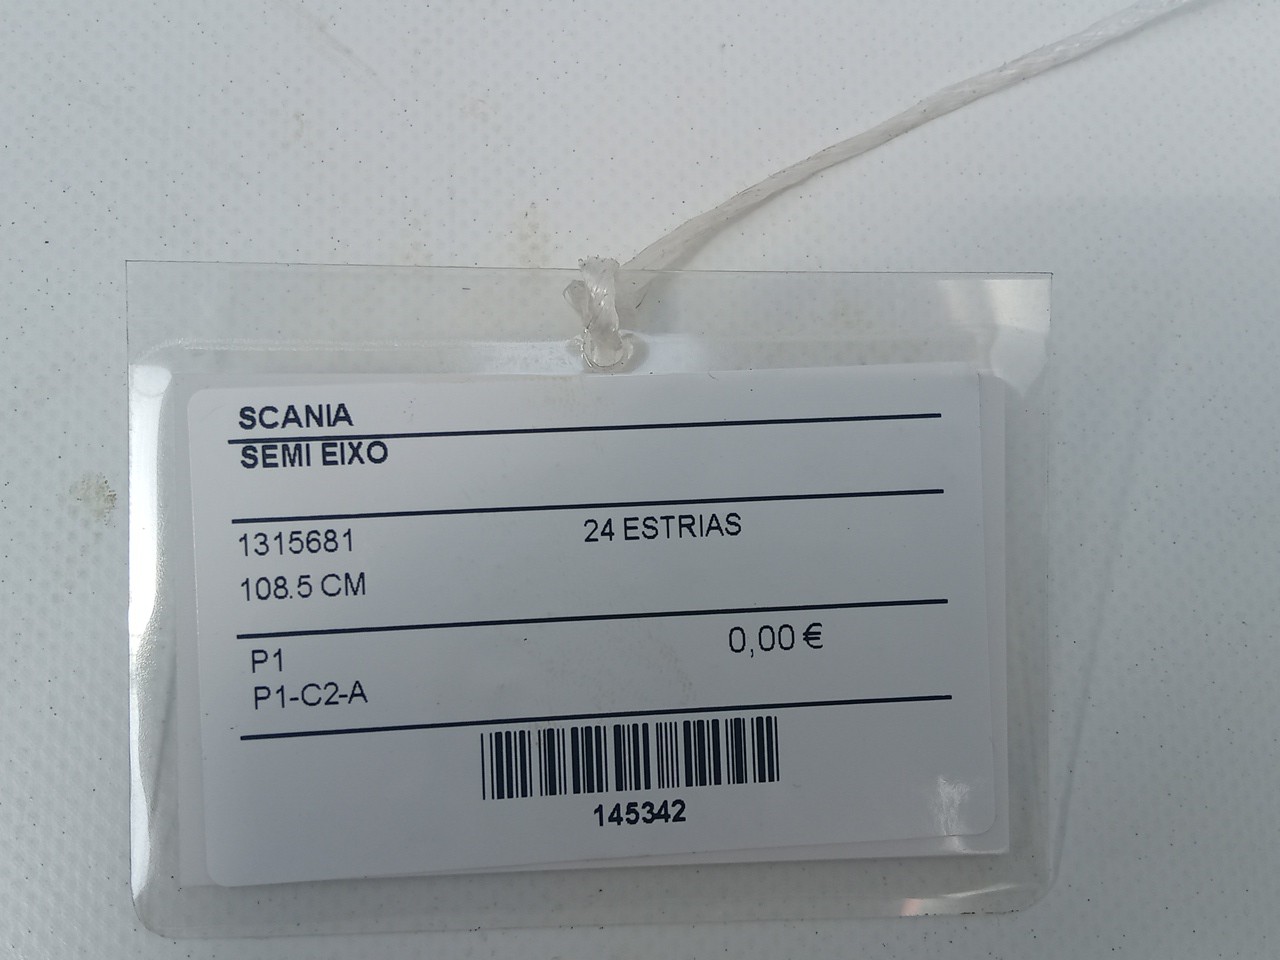 SCANIA
SEMI EIXO
1315681 24 ESTRIAS
108.5 CM
P1 0,00 €
P1-C2-A
145342